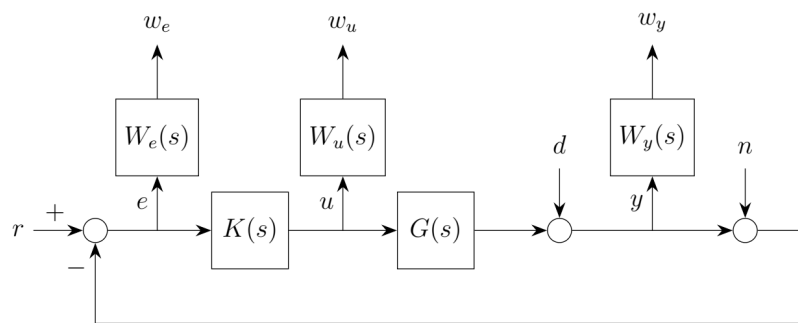 w_e w_u w_y
W_e(s) W_u(s) W_y(s)
d n
e u y
r + K(s) G(s)
−